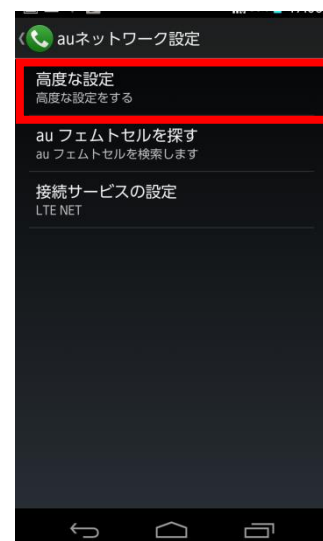 auネットワーク設定
高度な設定
高度な設定をする
au フェムトセルを探す
au フェムトセルを検索します
接続サービスの設定
LTE NET